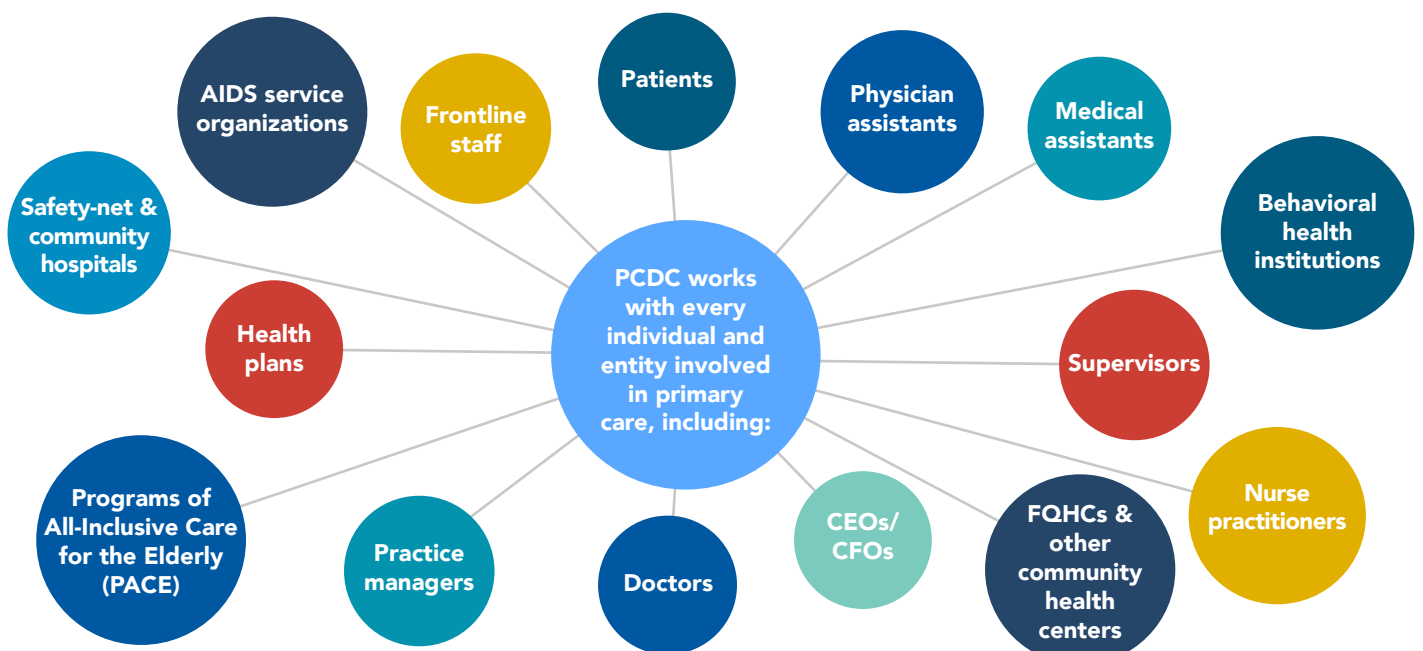 Patients
AIDS service
organizations
Frontline
staff
Physician
assistants
Medical
assistants
Safety-net &
community
hospitals
Behavioral
health
institutions
PCDC works
with every
individual and
entity involved
in primary
care, including:
Health
plans
Supervisors
Programs of
All-Inclusive Care
for the Elderly
(PACE)
Practice
managers
Doctors
CEOs/
CFOs
FQHCs &
other
community
health
centers
Nurse
practitioners